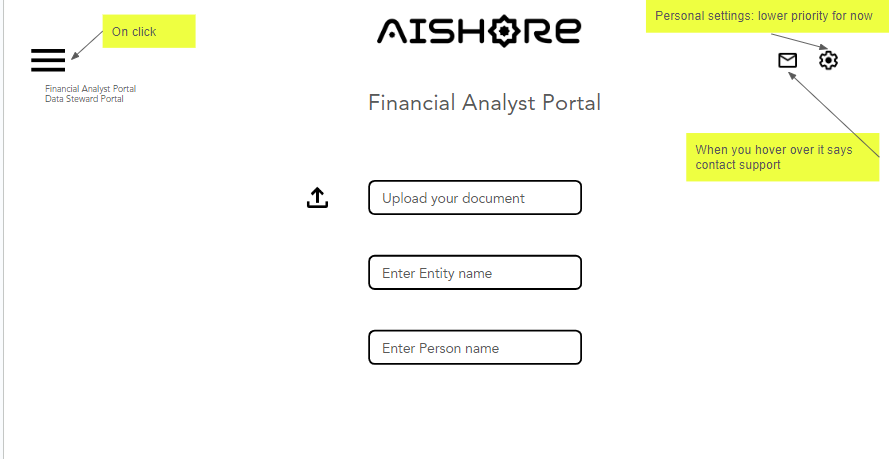 Personal settings: lower priority for now
On click
AISHORE
Financial Analyst Portal
Data Steward Portal
Financial Analyst Portal
When you hover over it says
contact support
Upload your document
Enter Entity name
Enter Person name